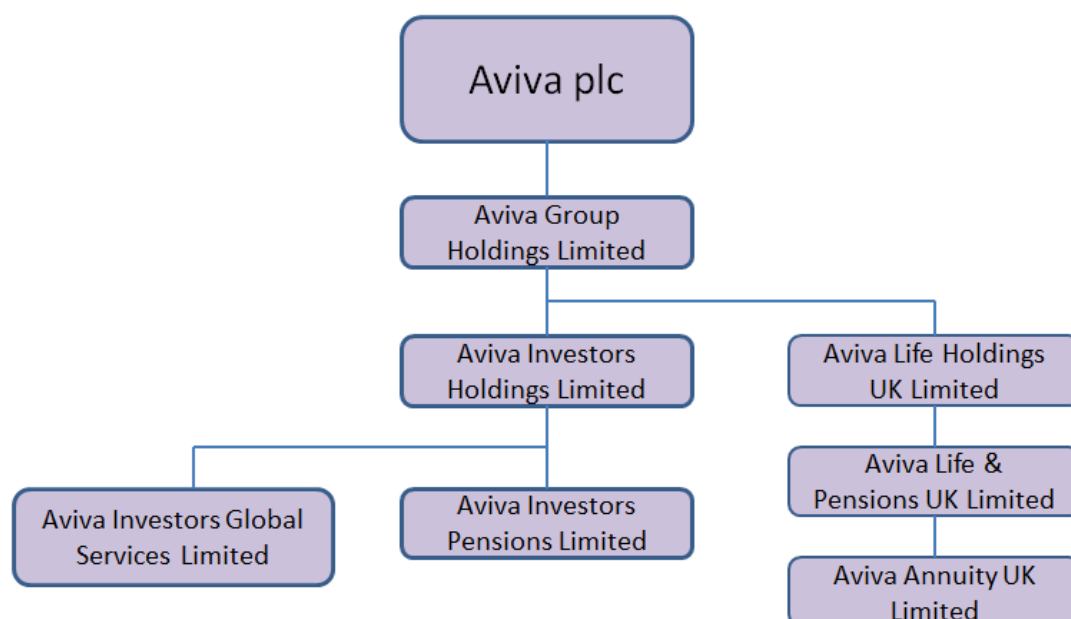 Aviva plc
Aviva Group
Holdings Limited
Aviva Investors
Holdings Limited
Aviva Life Holdings
UK Limited
Aviva Investors Global
Services Limited
Aviva Investors
Pensions Limited
Aviva Life &
Pensions UK Limited
Aviva Annuity UK
Limited